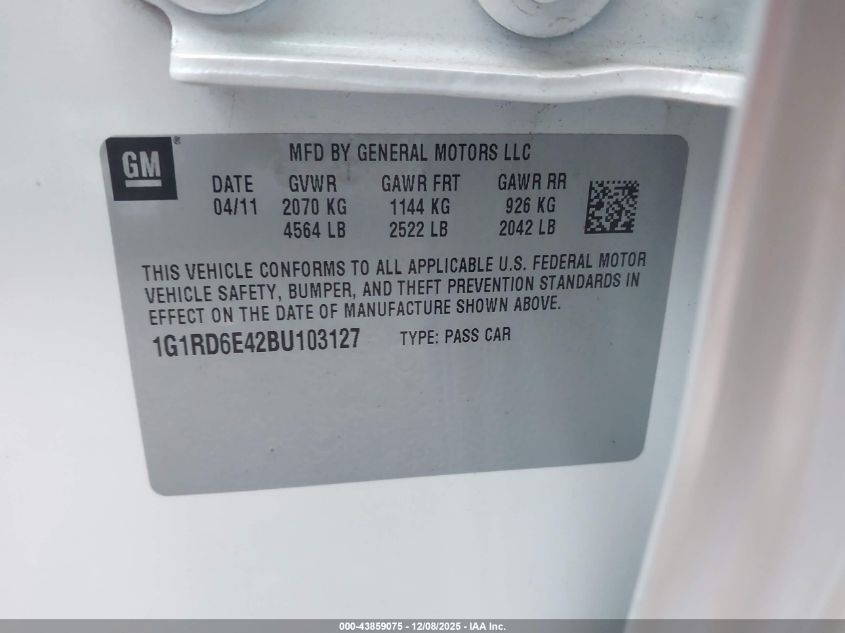 GM ®
MFD BY GENERAL MOTORS LLC
DATE GVWR GAWR FRT GAWR RR
04/11 2070 KG 1144 KG 926 KG
4564 LB 2522 LB 2042 LB
THIS VEHICLE CONFORMS TO ALL APPLICABLE U.S. FEDERAL MOTOR
VEHICLE SAFETY, BUMPER, AND THEFT PREVENTION STANDARDS IN
EFFECT ON THE DATE OF MANUFACTURE SHOWN ABOVE.
1G1RD6E42BU103127 TYPE: PASS CAR
000-43859075 - 12/08/2025 - IAA Inc.